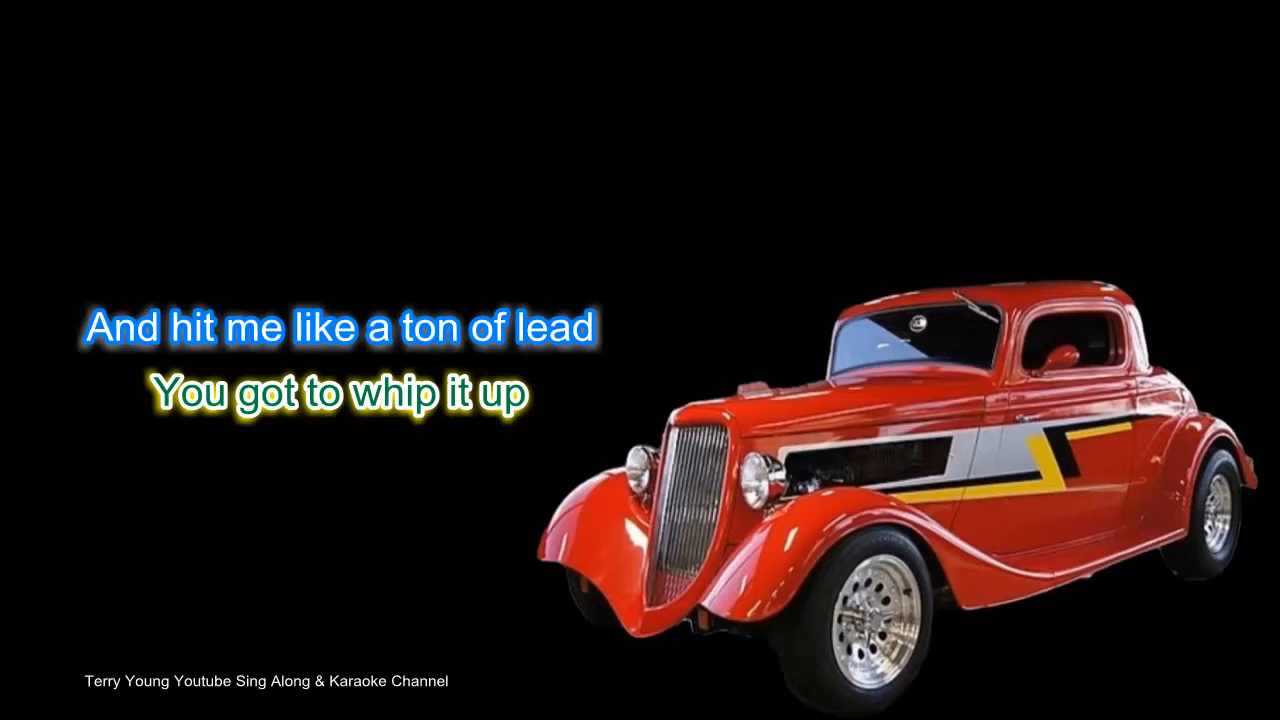 And hit me like a ton of lead
You got to whip it up
Terry Young Youtube Sing Along & Karaoke Channel